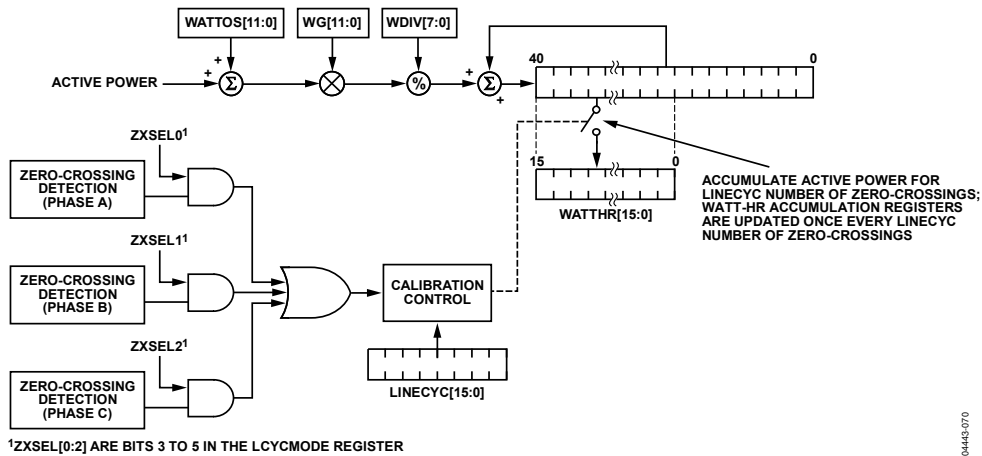 WATTOS[11:0]
WG[11:0]
WDIV[7:0]
ACTIVE POWER
+
+
Σ
%
+
Σ
+
40
0
15
0
WATTHR[15:0]
ACCUMULATE ACTIVE POWER FOR
LINECYC NUMBER OF ZERO-CROSSINGS;
WATT-HR ACCUMULATION REGISTERS
ARE UPDATED ONCE EVERY LINECYC
NUMBER OF ZERO-CROSSINGS
ZXSEL0¹
ZERO-CROSSING
DETECTION
(PHASE A)
ZXSEL1¹
ZERO-CROSSING
DETECTION
(PHASE B)
CALIBRATION
CONTROL
ZXSEL2¹
ZERO-CROSSING
DETECTION
(PHASE C)
LINECYC[15:0]
¹ZXSEL[0:2] ARE BITS 3 TO 5 IN THE LCYCMODE REGISTER
04443-070